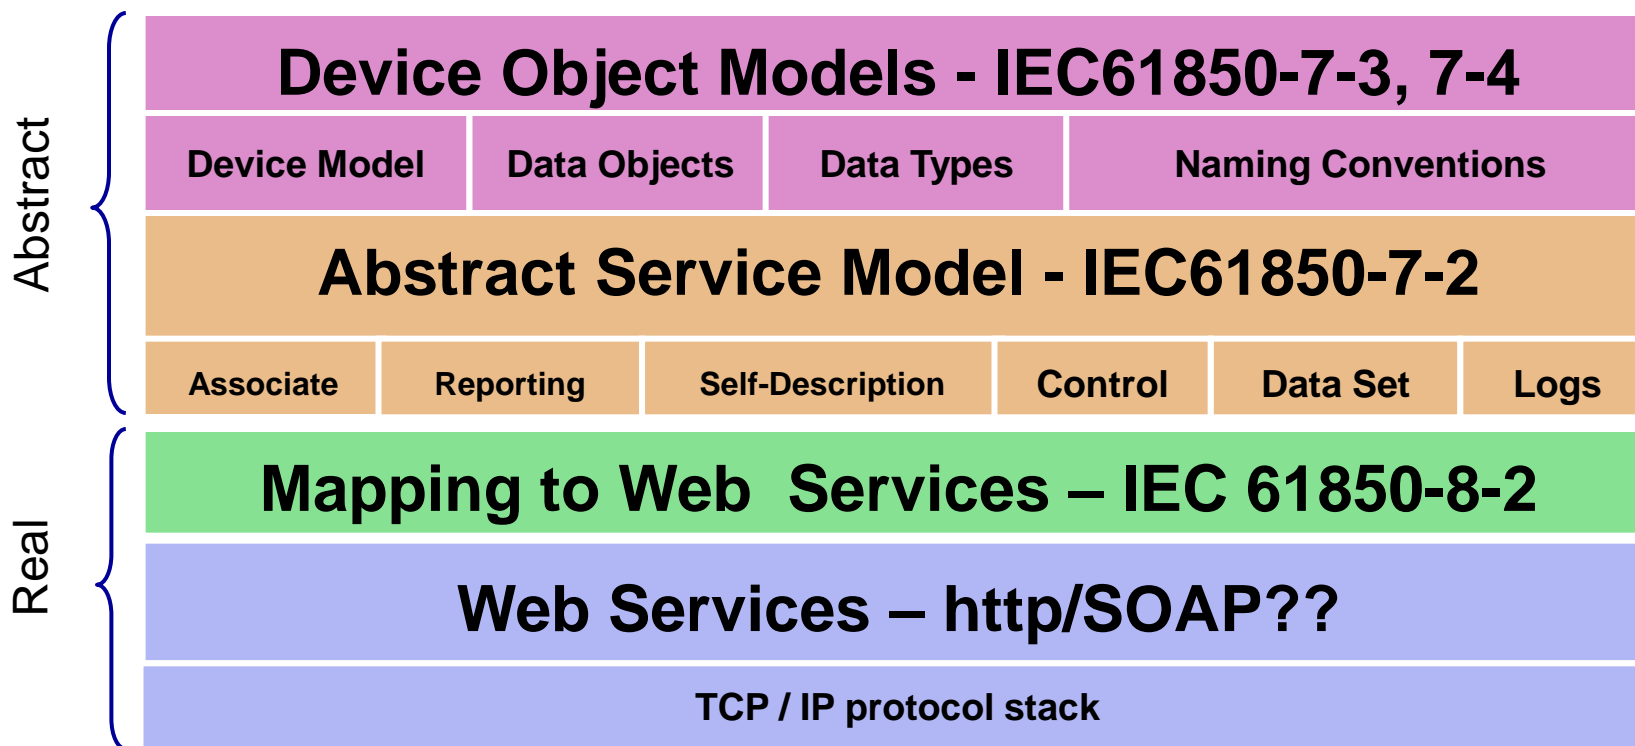 Abstract
Device Object Models - IEC61850-7-3, 7-4
Device Model
Data Objects
Data Types
Naming Conventions
Abstract Service Model - IEC61850-7-2
Associate
Reporting
Self-Description
Control
Data Set
Logs
Real
Mapping to Web  Services – IEC 61850-8-2
Web Services – http/SOAP??
TCP / IP protocol stack